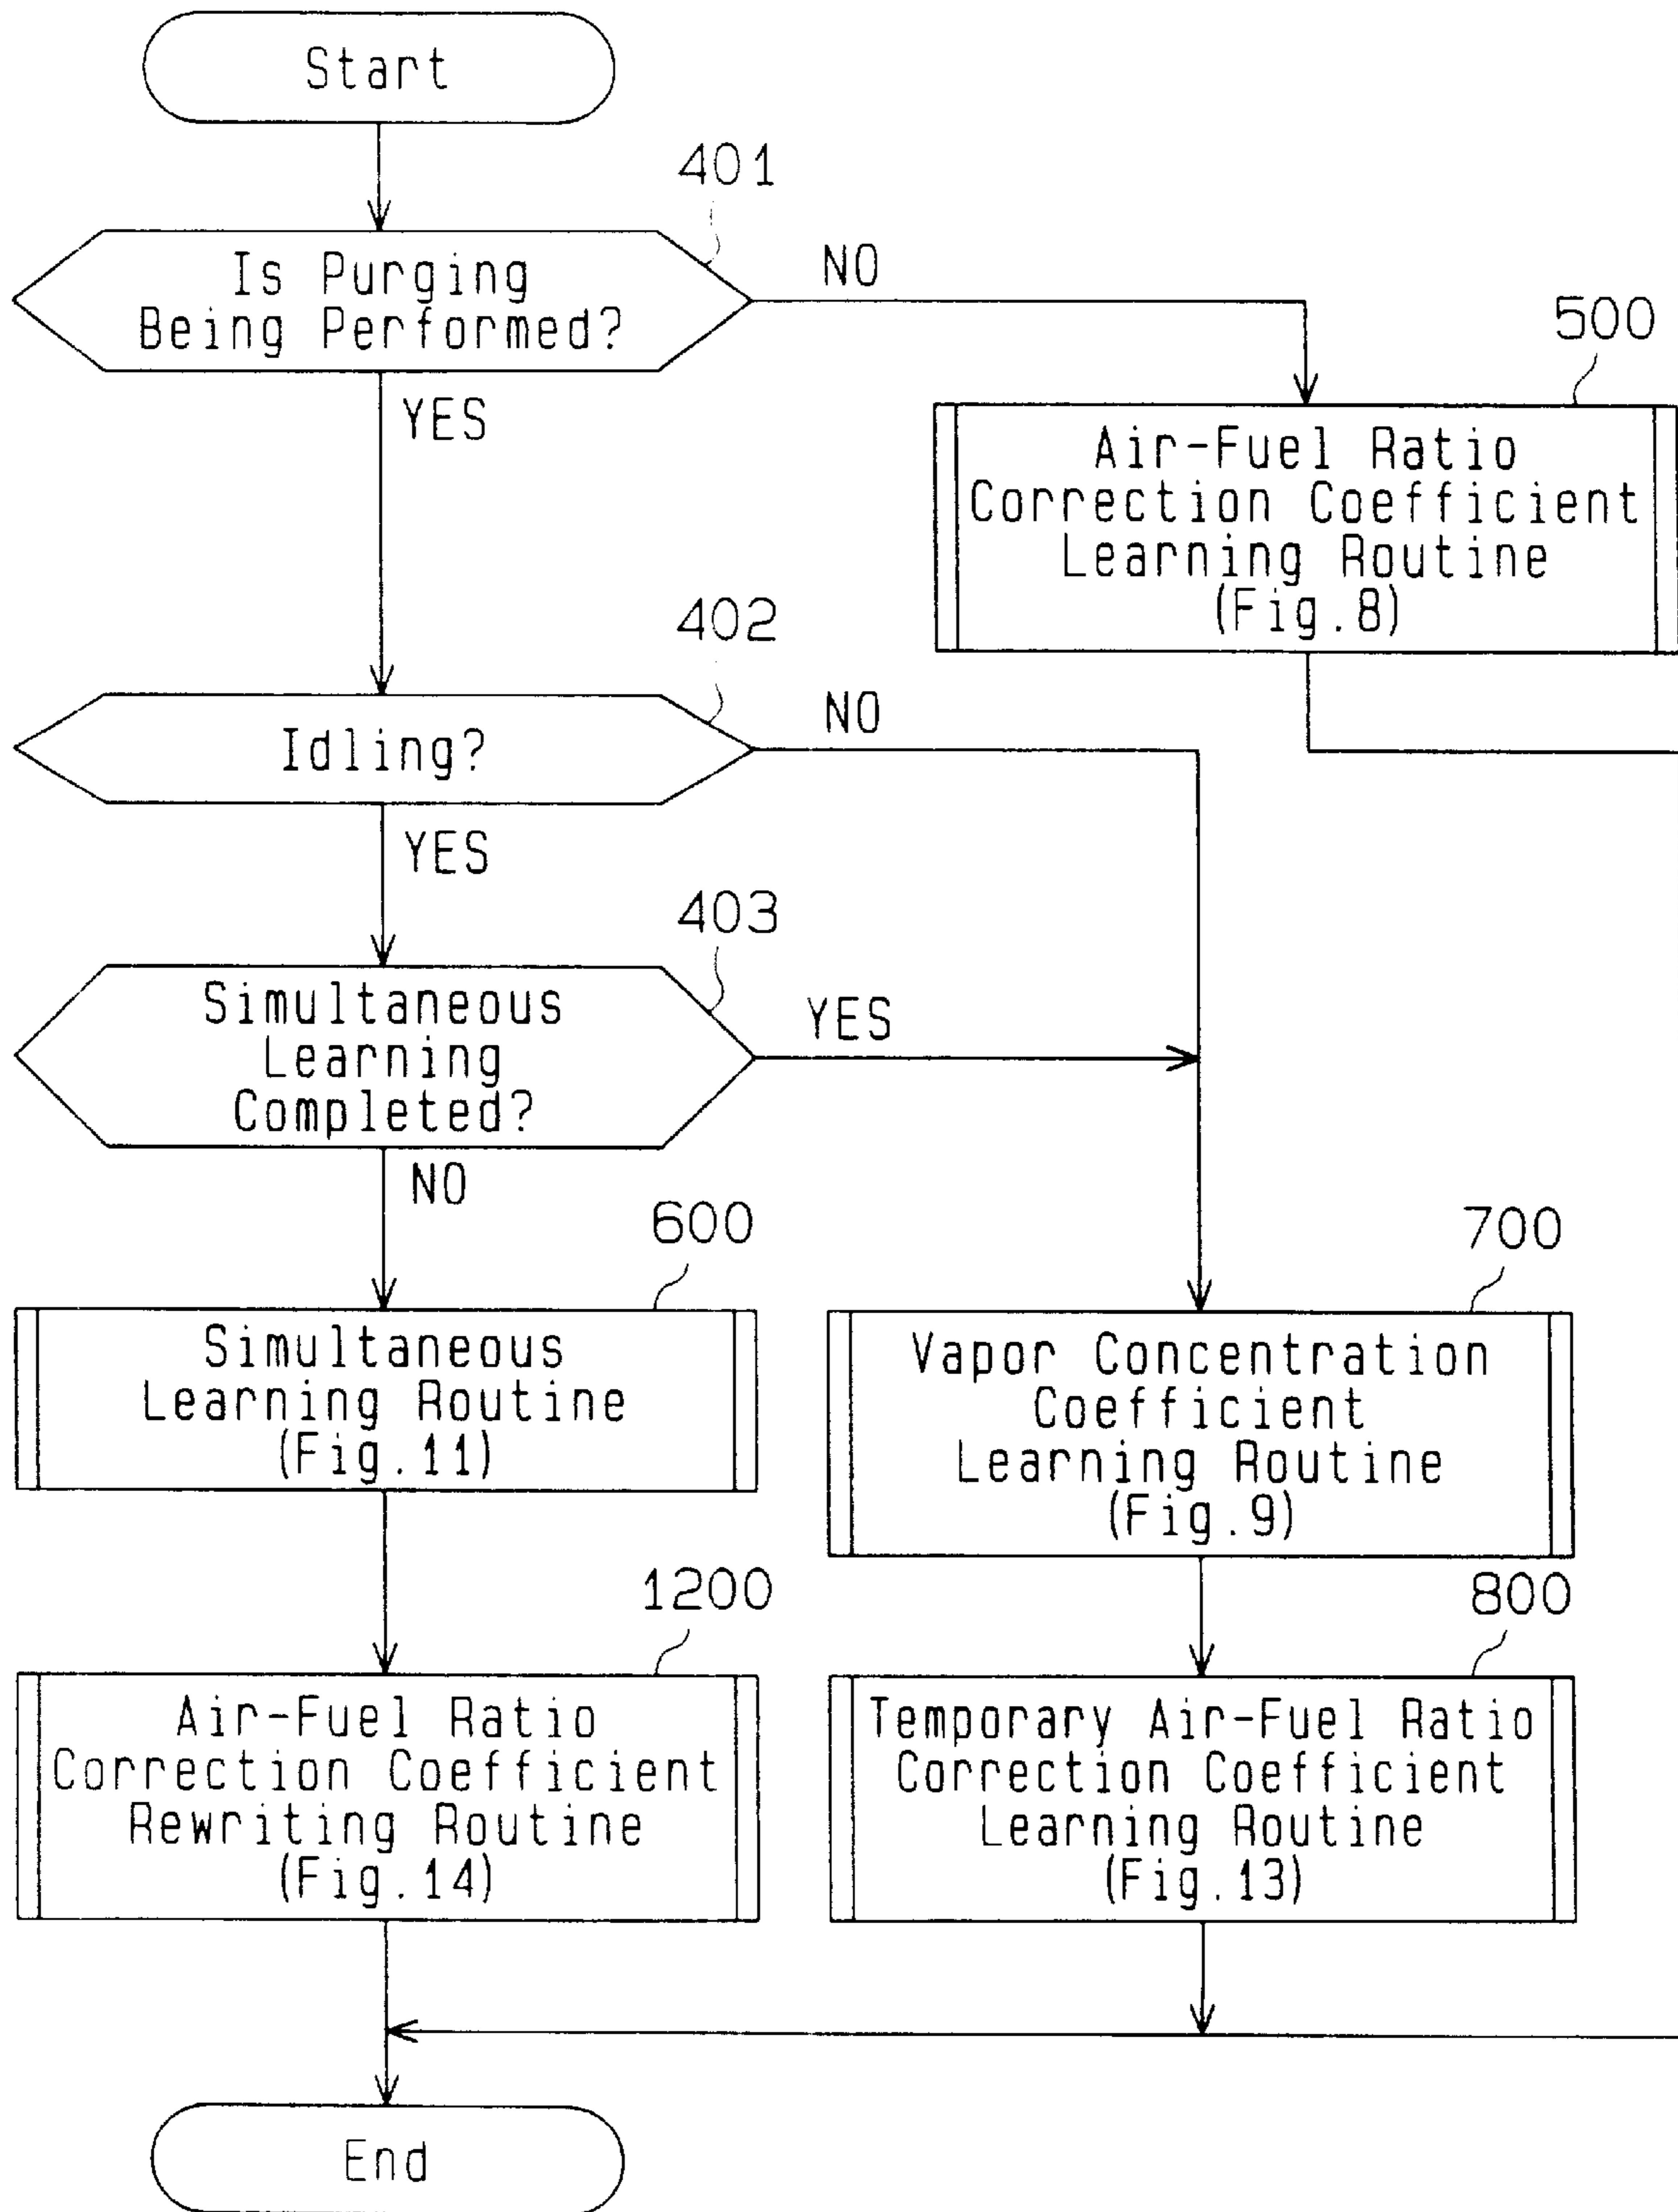 Start
401
Is Purging
Being Performed?
NO
YES
500
Air-Fuel Ratio
Correction Coefficient
Learning Routine
(Fig.8)
402
Idling?
NO
YES
403
Simultaneous
Learning
Completed?
YES
NO
600
Simultaneous
Learning Routine
(Fig.11)
700
Vapor Concentration
Coefficient
Learning Routine
(Fig.9)
1200
Air-Fuel Ratio
Correction Coefficient
Rewriting Routine
(Fig.14)
800
Temporary Air-Fuel Ratio
Correction Coefficient
Learning Routine
(Fig.13)
End